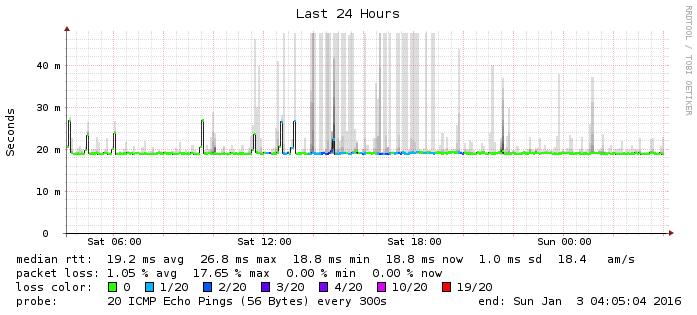 Last 24 Hours
RRDTOOL / TOBI OETIKER
Seconds
40 m
30 m
20 m
10 m
0
Sat 06:00 Sat 12:00 Sat 18:00 Sun 00:00
median rtt: 19.2 ms avg 26.8 ms max 18.8 ms min 18.8 ms now 1.0 ms sd 18.4 am/s
packet loss: 1.05 % avg 17.65 % max 0.00 % min 0.00 % now
loss color: 0 1/20 2/20 3/20 4/20 10/20 19/20
probe: 20 ICMP Echo Pings (56 Bytes) every 300s end: Sun Jan 3 04:05:04 2016